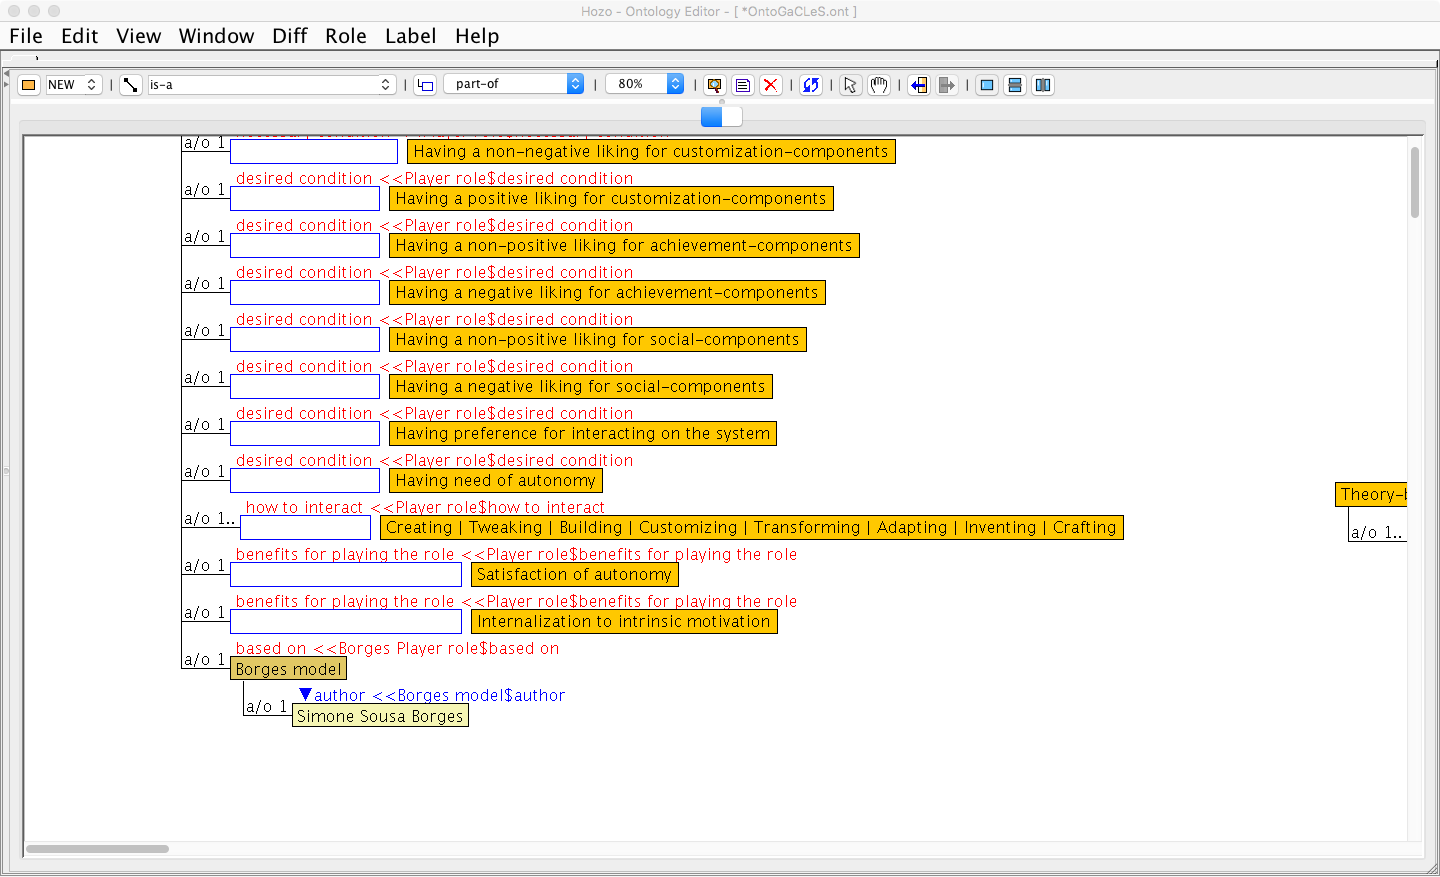 Hozo - Ontology Editor - [ *OntoGaCLeS.ont ]
File Edit View Window Diff Role Label Help
NEW is-a part-of 80%
a/o 1 Having a non-negative liking for customization-components
desired condition <<Player role$desired condition
a/o 1 Having a positive liking for customization-components
desired condition <<Player role$desired condition
a/o 1 Having a non-positive liking for achievement-components
desired condition <<Player role$desired condition
a/o 1 Having a negative liking for achievement-components
desired condition <<Player role$desired condition
a/o 1 Having a non-positive liking for social-components
desired condition <<Player role$desired condition
a/o 1 Having a negative liking for social-components
desired condition <<Player role$desired condition
a/o 1 Having preference for interacting on the system
desired condition <<Player role$desired condition
a/o 1 Having need of autonomy
Theory-b
how to interact <<Player role$how to interact
a/o 1.. Creating | Tweaking | Building | Customizing | Transforming | Adapting | Inventing | Crafting
a/o 1..
benefits for playing the role <<Player role$benefits for playing the role
a/o 1 Satisfaction of autonomy
benefits for playing the role <<Player role$benefits for playing the role
a/o 1 Internalization to intrinsic motivation
based on <<Borges Player role$based on
a/o 1 Borges model
▼author <<Borges model$author
a/o 1 Simone Sousa Borges